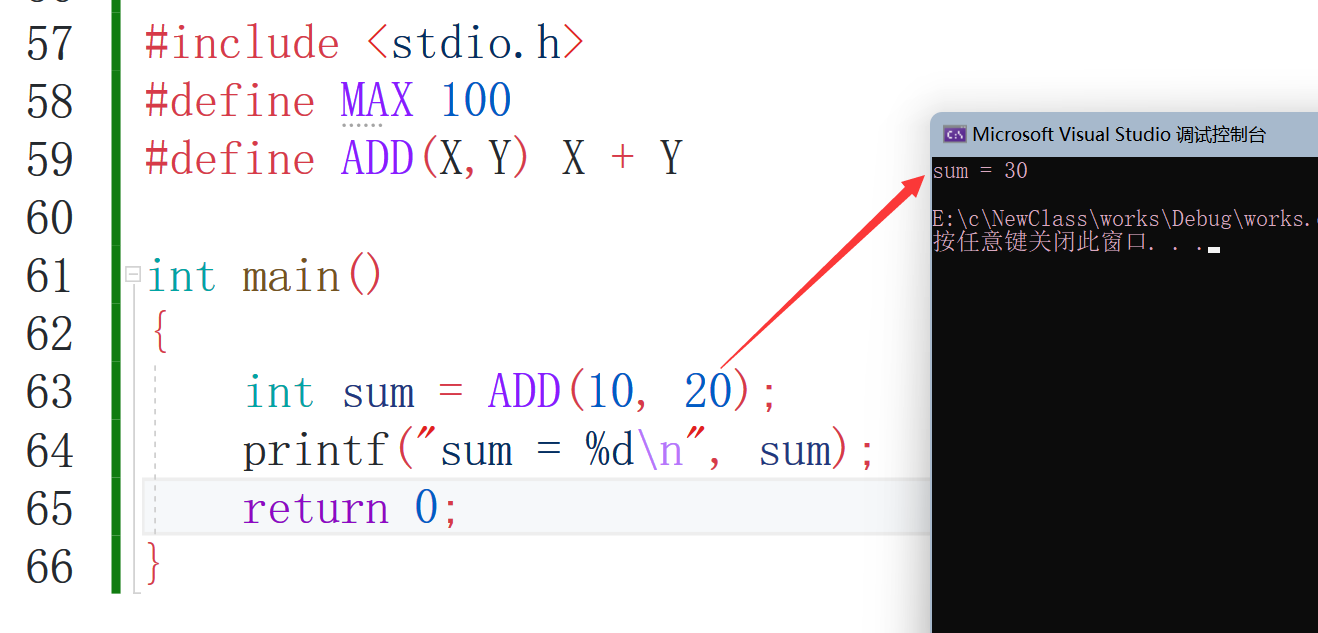 57 #include <stdio.h>
58 #define MAX 100
59 #define ADD(X,Y) X + Y
60
61 int main()
62 {
63 int sum = ADD(10, 20);
64 printf("sum = %d\n", sum);
65 return 0;
66 }
Microsoft Visual Studio 调试控制台
sum = 30
E:\c\NewClass\works\Debug\works.
按任意键关闭此窗口. . .